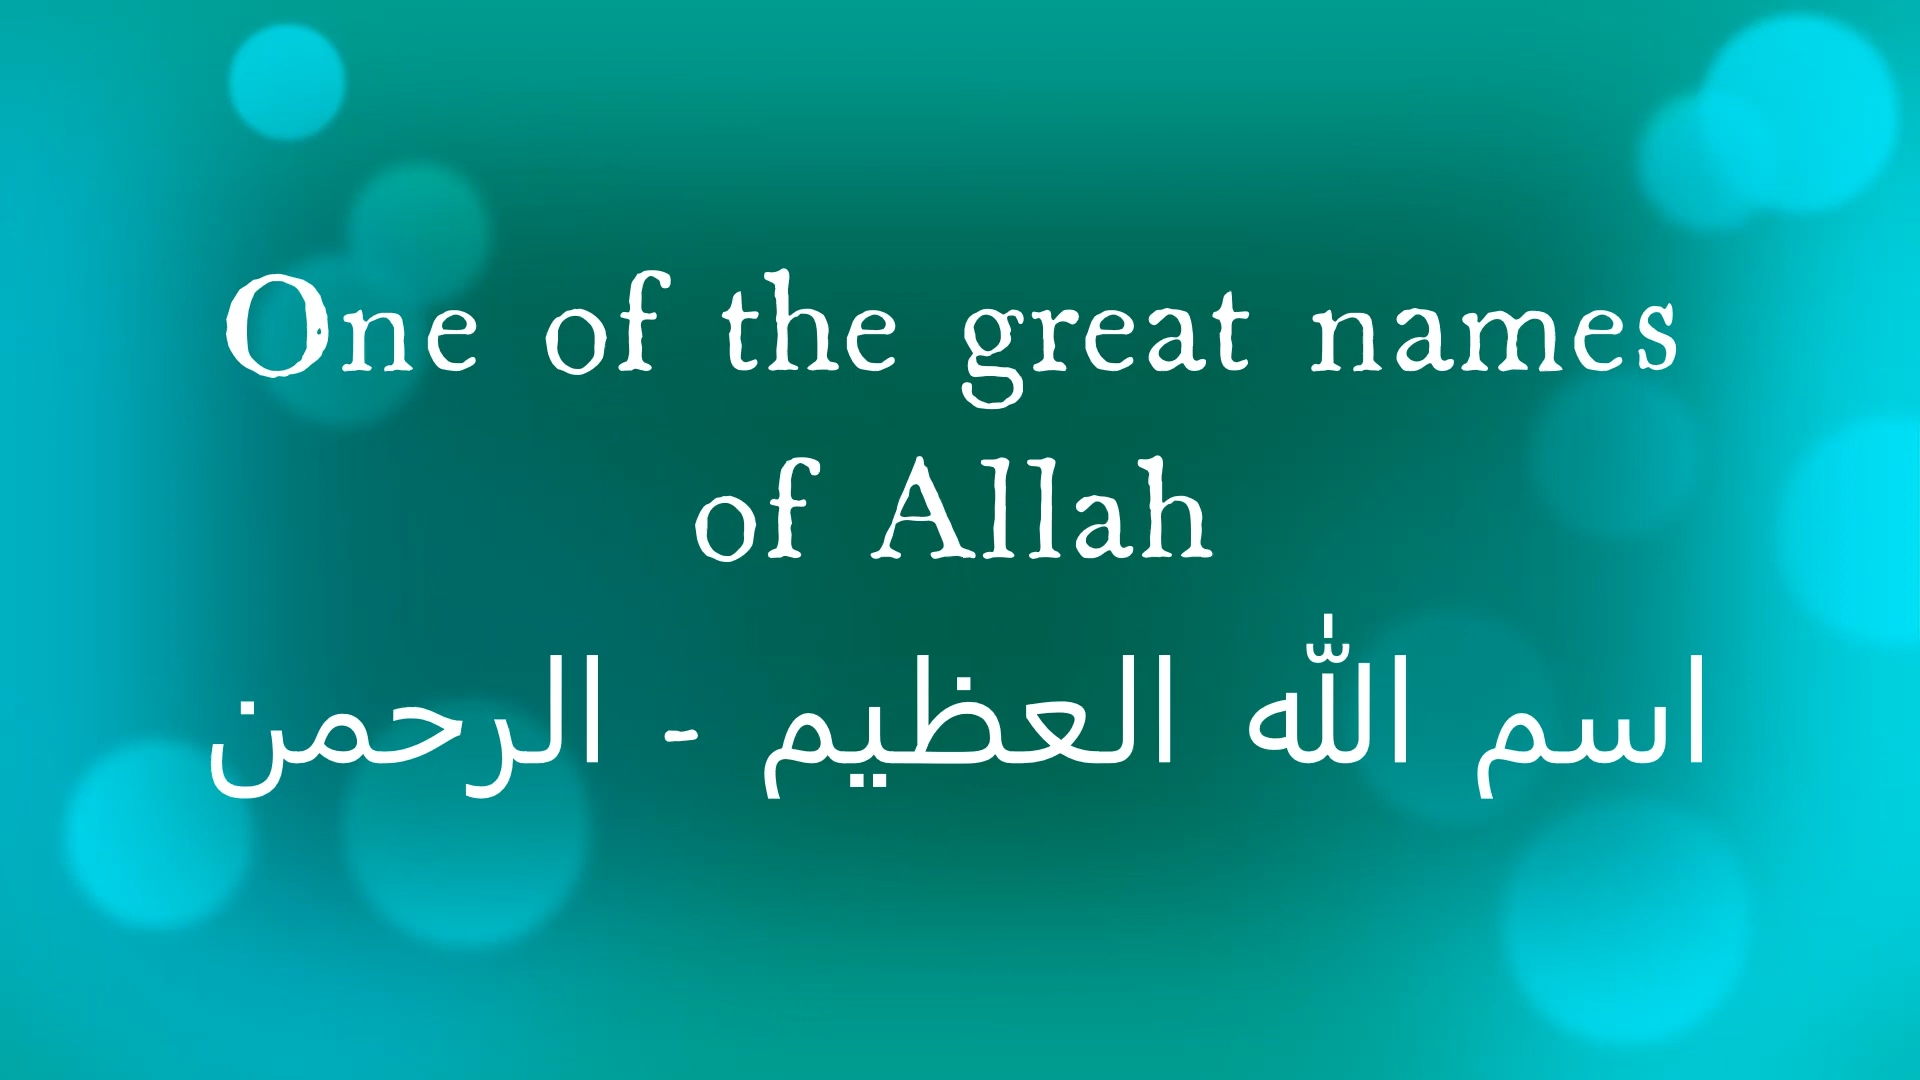 One of the great names
of Allah
اسم الله العظيم - الرحمن